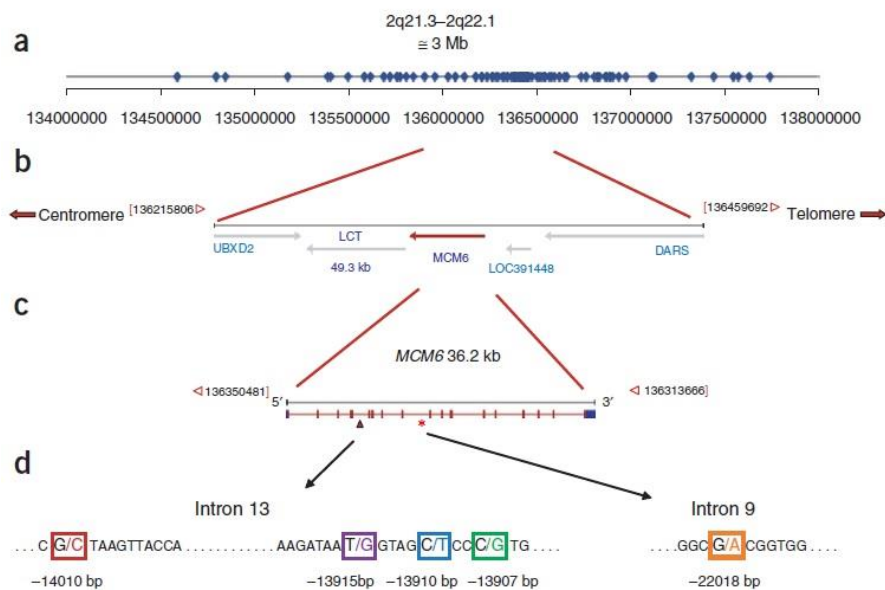 2q21.3–2q22.1
≅ 3 Mb
a
134000000 134500000 135000000 135500000 136000000 136500000 137000000 137500000 138000000
b
Centromere [136215806 [136459692 Telomere
LCT
UBXD2 49.3 kb MCM6 LOC391448 DARS
c
MCM6 36.2 kb
136350481] 5′ 3′ 136313666]
*
d
Intron 13 Intron 9
... C G/C TAAGTTACCA ............ AAGATAA T/G GTAG C/T CC C/G TG .... ....GGC G/A CGGTGG ....
–14010 bp –13915bp –13910 bp –13907 bp –22018 bp